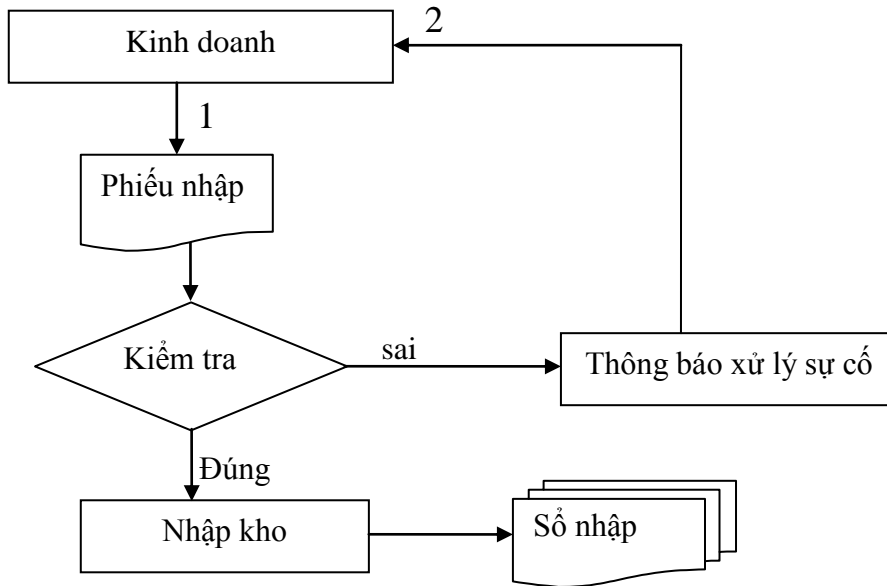 Kinh doanh
2
1
Phiếu nhập
Kiểm tra
sai
Thông báo xử lý sự cố
Đúng
Nhập kho
Sổ nhập